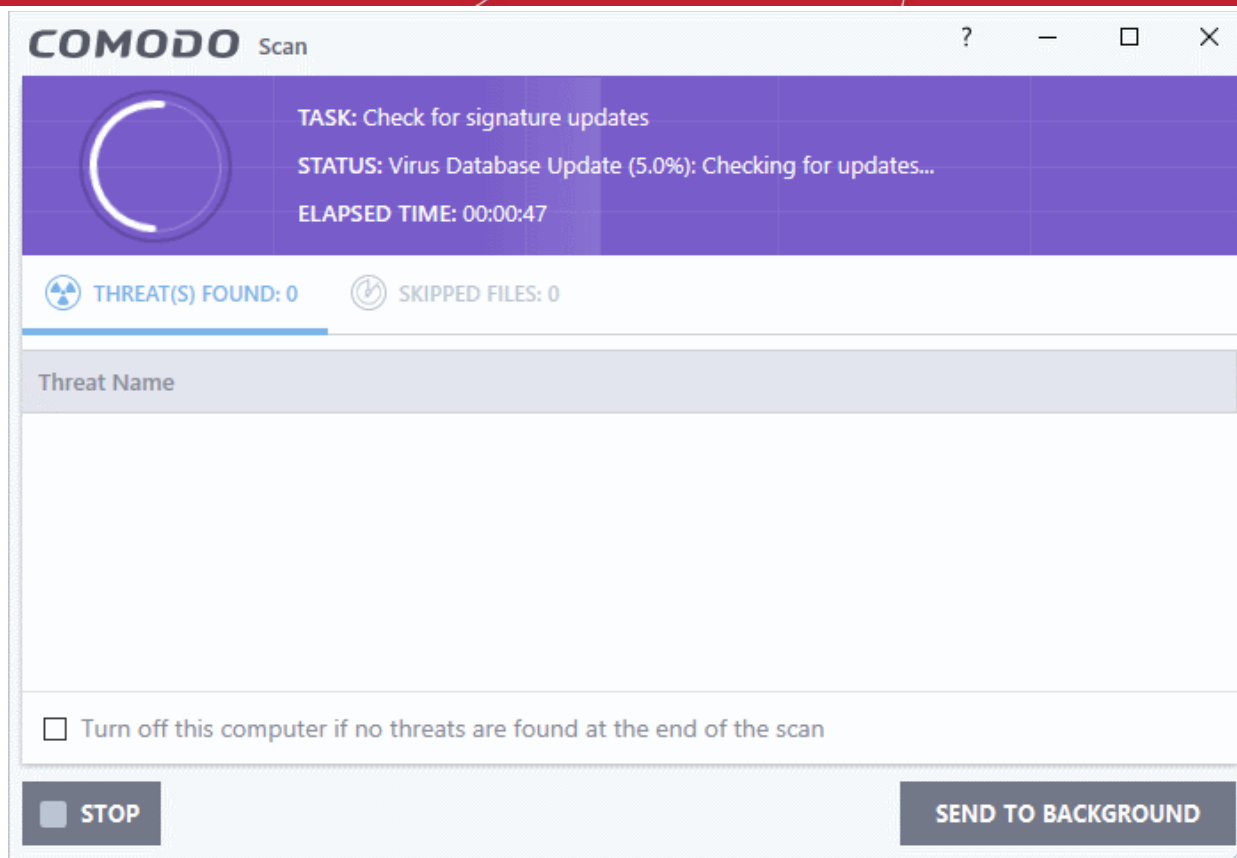 COMODO Scan
?
TASK: Check for signature updates
STATUS: Virus Database Update (5.0%): Checking for updates...
ELAPSED TIME: 00:00:47
THREAT(S) FOUND: 0 SKIPPED FILES: 0
Threat Name
Turn off this computer if no threats are found at the end of the scan
STOP SEND TO BACKGROUND